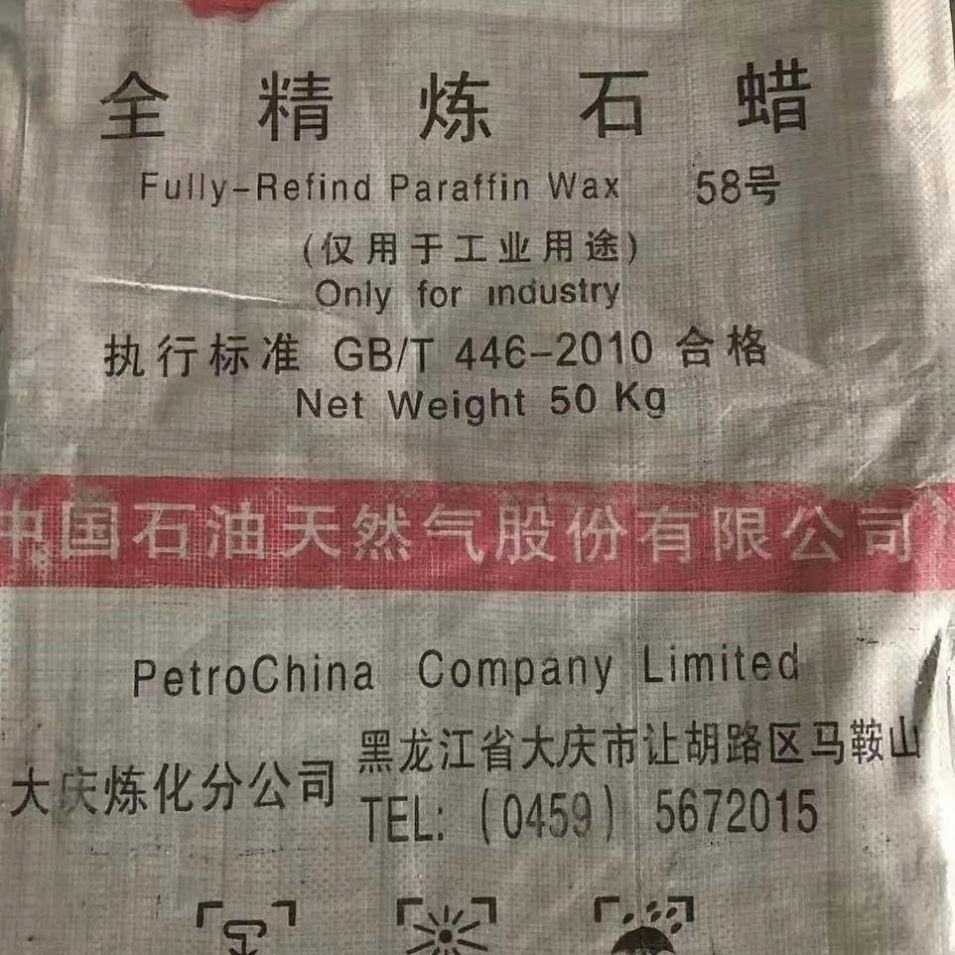 全精炼石蜡
Fully-Refind Paraffin Wax 58号
(仅用于工业用途)
Only for industry
执行标准 GB/T 446-2010 合格
Net Weight 50 Kg
中国石油天然气股份有限公司
PetroChina Company Limited
大庆炼化分公司
黑龙江省大庆市让胡路区马鞍山
TEL: (0459) 5672015